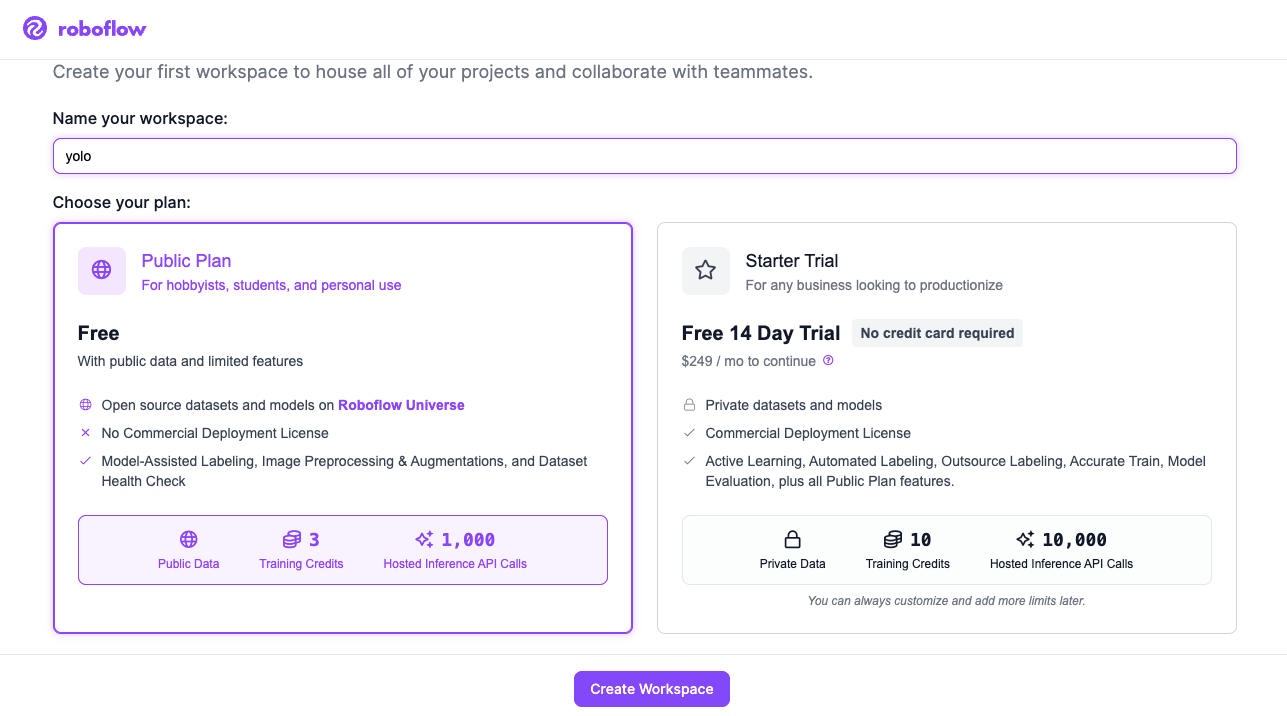 roboflow
Create your first workspace to house all of your projects and collaborate with teammates.
Name your workspace:
yolo
Choose your plan:
Public Plan
For hobbyists, students, and personal use
Free
With public data and limited features
Open source datasets and models on Roboflow Universe
No Commercial Deployment License
Model-Assisted Labeling, Image Preprocessing & Augmentations, and Dataset
Health Check
Public Data
3
Training Credits
1,000
Hosted Inference API Calls
Starter Trial
For any business looking to productionize
Free 14 Day Trial No credit card required
$249 / mo to continue ?
Private datasets and models
Commercial Deployment License
Active Learning, Automated Labeling, Outsource Labeling, Accurate Train, Model
Evaluation, plus all Public Plan features.
Private Data
10
Training Credits
10,000
Hosted Inference API Calls
You can always customize and add more limits later.
Create Workspace